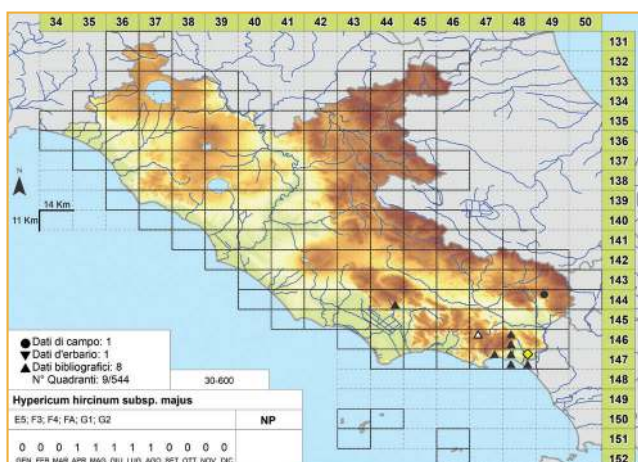 34 35 36 37 38 39 40 41 42 43 44 45 46 47 48 49 50
131
132
133
134
135
136
137
138
139
140
141
142
143
144
145
146
147
148
149
150
151
152
N
14 Km
11 Km
Dati di campo: 1
Dati d'erbario: 1
Dati bibliografici: 8
N° Quadranti: 9/544
30-600
Hypericum hircinum subsp. majus
E5; F3; F4; FA; G1; G2
NP
0 0 0 1 1 1 1 1 0 0 0 0
GEN FEB MAR APR MAG GIU LUG AGO SET OTT NOV DIC